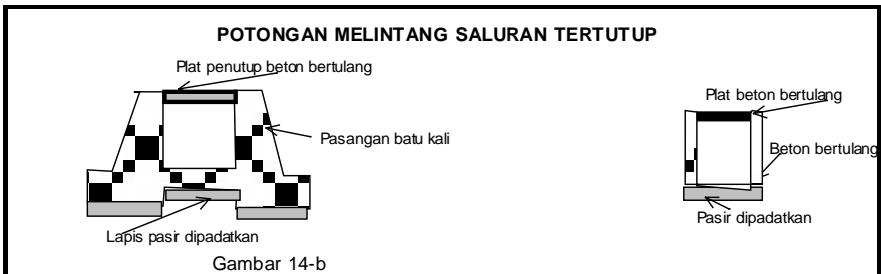 POTONGAN MELINTANG SALURAN TERTUTUP
Plat penutup beton bertulang
Pasangan batu kali
Lapis pasir dipadatkan
Plat beton bertulang
Beton bertulang
Pasir dipadatkan
Gambar 14-b